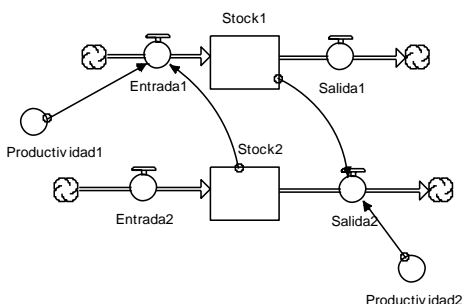 Stock1
Entrada1
Salida1
Productividad1
Stock2
Entrada2
Salida2
Productividad2